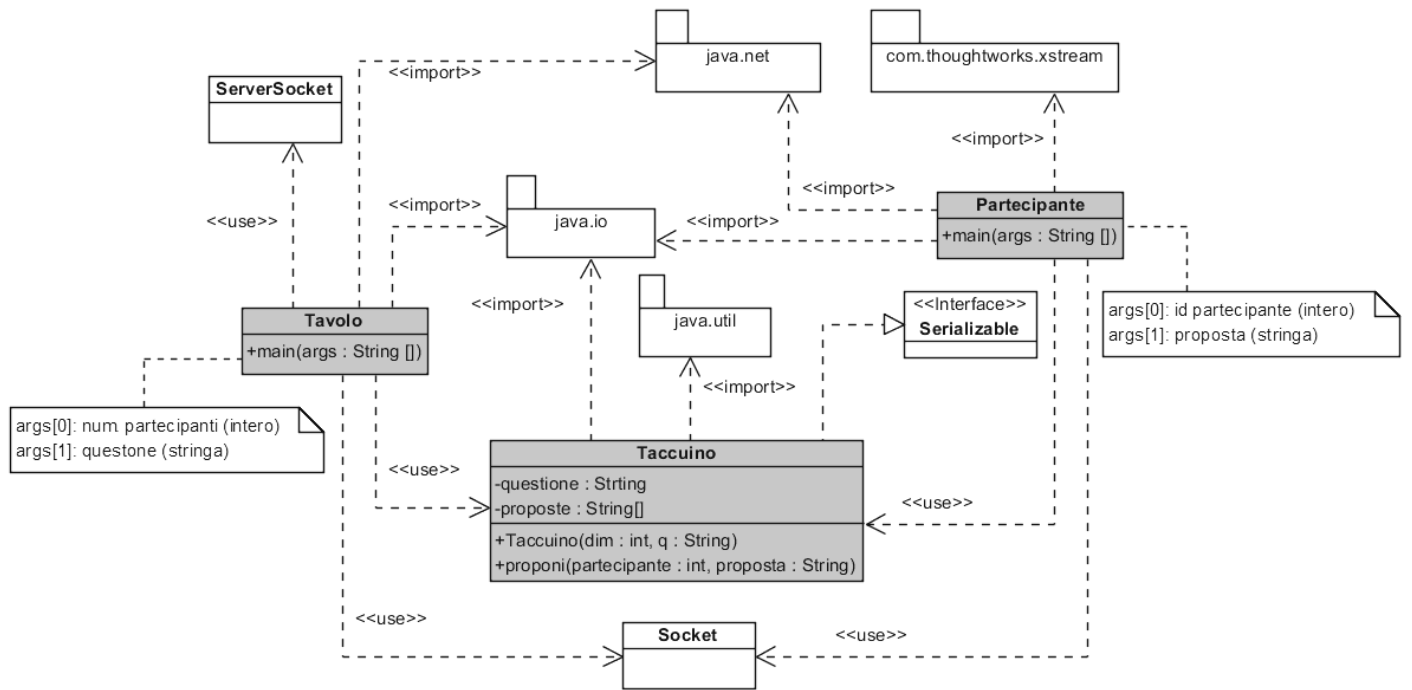 java.net
com.thoughtworks.xstream
<<import>>
ServerSocket
<<import>>
<<import>>
<<use>>
<<import>>
java.io
<<import>>
Partecipante
+main(args : String [])
<<import>>
java.util
<<Interface>>
Serializable
args[0]: id partecipante (intero)
args[1]: proposta (stringa)
Tavolo
+main(args : String [])
<<import>>
args[0]: num. partecipanti (intero)
args[1]: questone (stringa)
<<use>>
Taccuino
-questione : Strting
-proposte : String[]
+Taccuino(dim : int, q : String)
+proponi(partecipante : int, proposta : String)
<<use>>
<<use>>
Socket
<<use>>